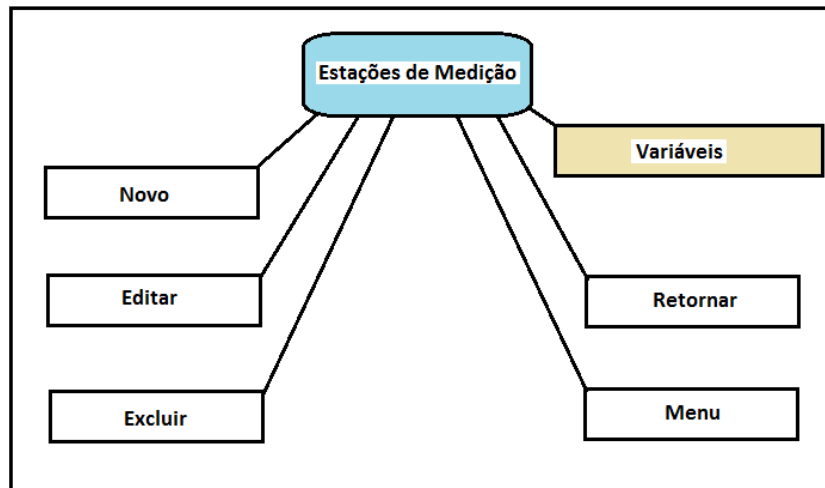 Estações de Medição
Variáveis
Novo
Editar
Retornar
Excluir
Menu